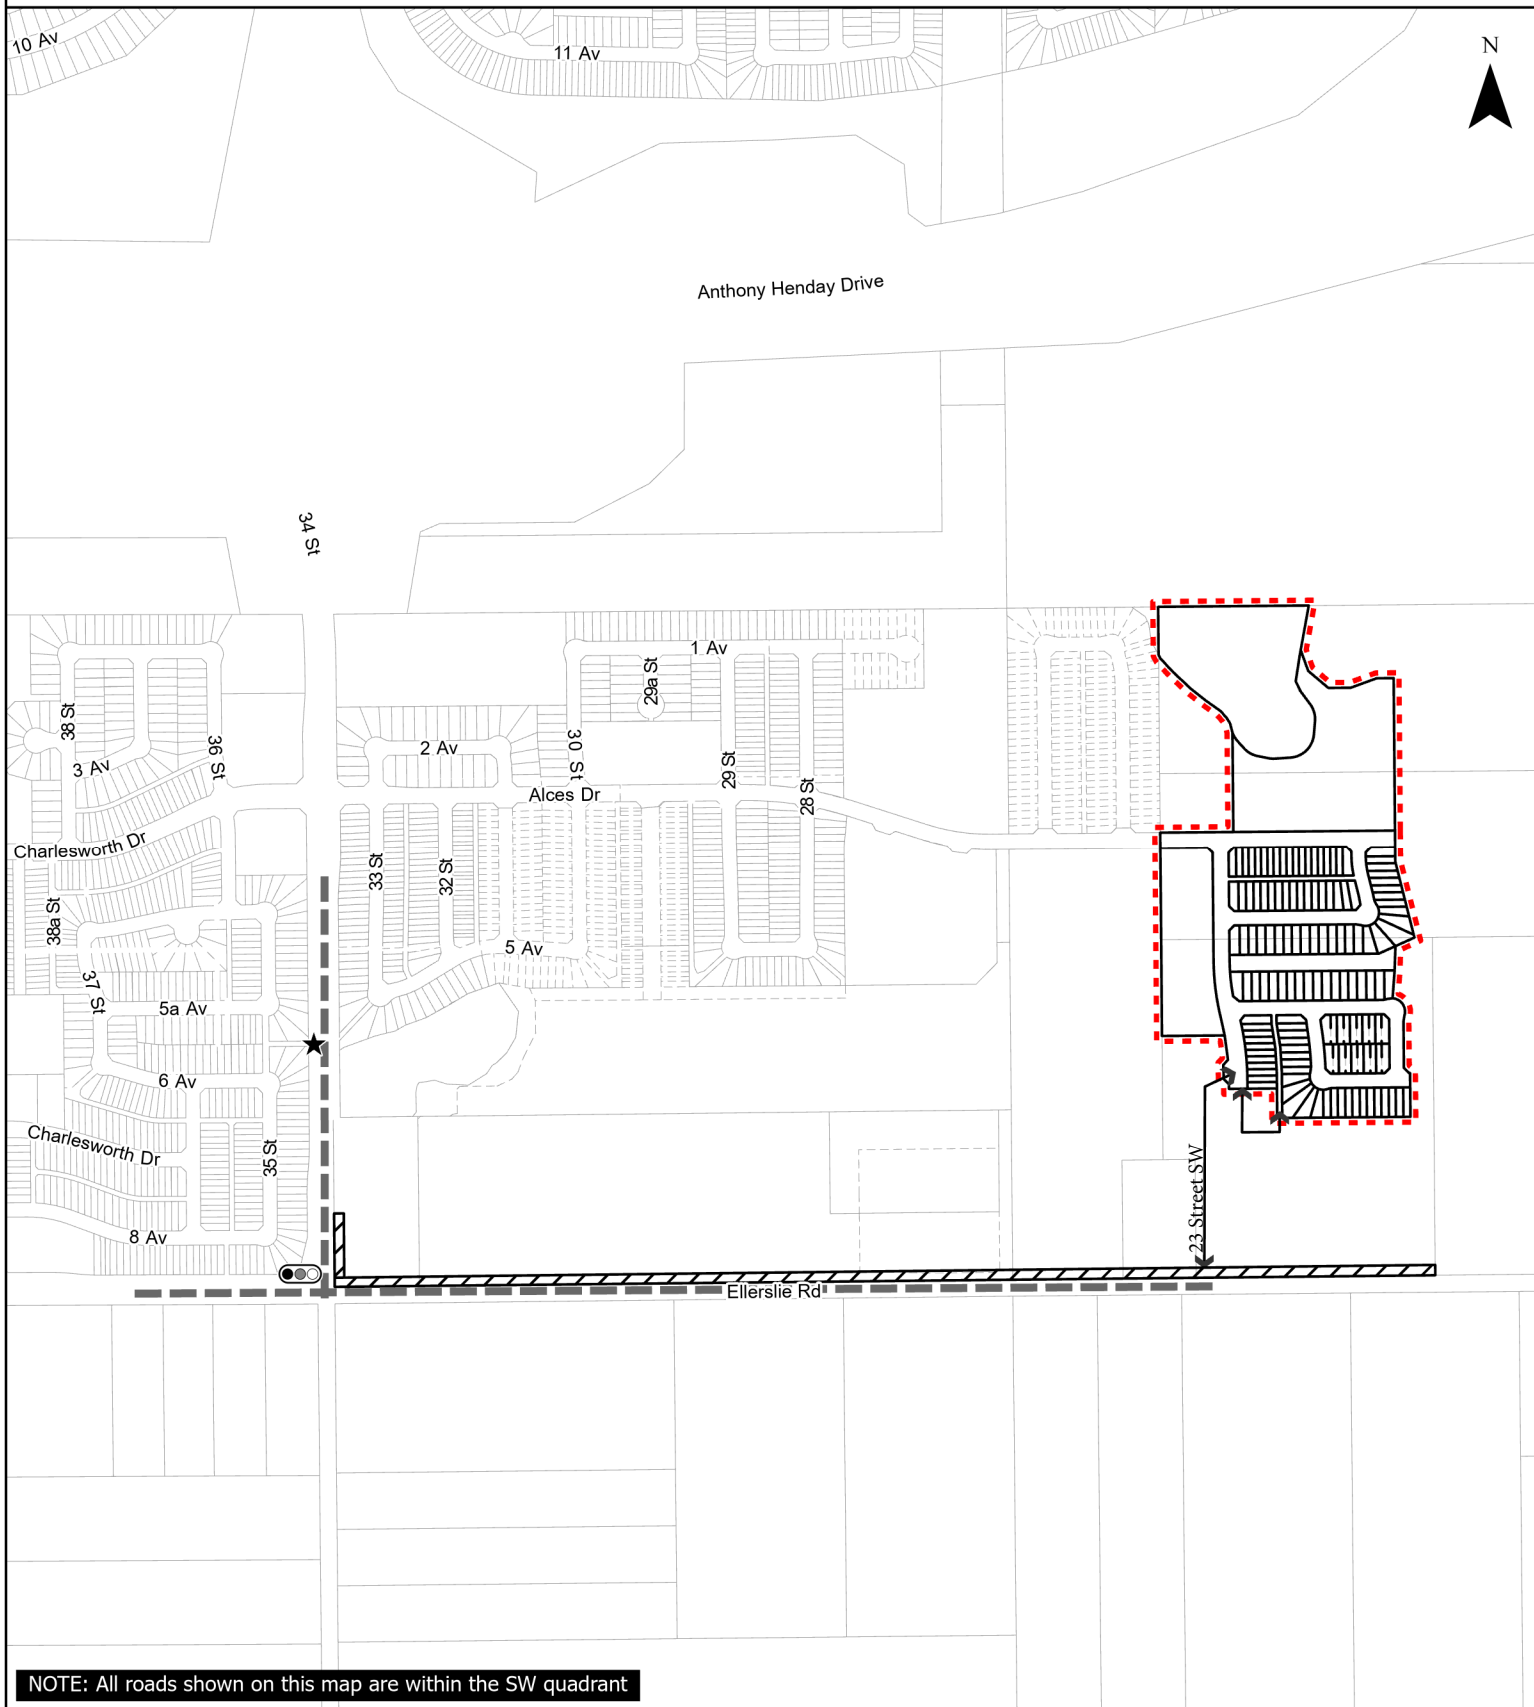 10 Av
11 Av
N
Anthony Henday Drive
34 St
1 Av
29a St
38 St
36 St
2 Av
30 St
3 Av
29 St
28 St
Alces Dr
Charlesworth Dr
33 St
32 St
38a St
5 Av
37 St
5a Av
6 Av
Charlesworth Dr
35 St
23 Street SW
8 Av
Ellerslie Rd
NOTE: All roads shown on this map are within the SW quadrant